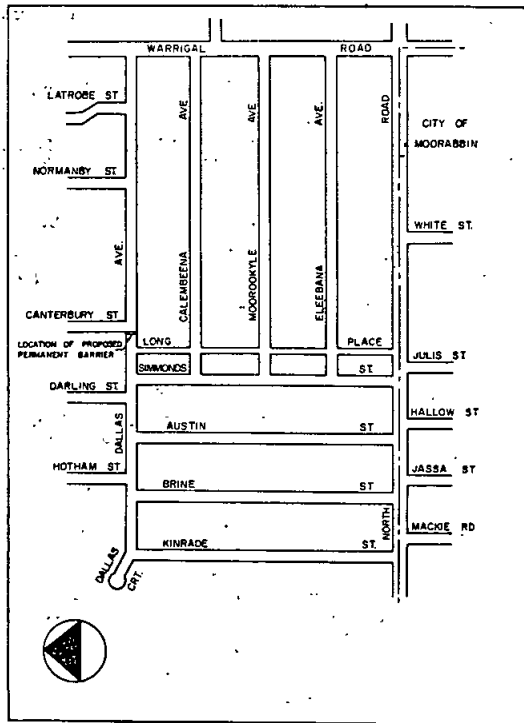 WARRIGAL ROAD
LATROBE ST
AVE
AVE
AVE.
ROAD
CITY OF
MOORABBIN
NORMANBY ST.
WHITE ST.
AVE.
CALEMBEENA
MOOROOKYLE
ELEEBANA
CANTERBURY ST.
LOCATION OF PROPOSED
PERMANENT BARRIER
LONG PLACE
SIMMONDS ST.
JULIS ST
DARLING ST.
DALLAS
AUSTIN ST
HALLOW ST
HOTHAM ST
BRINE ST
JASSA ST
NORTH
MACKIE RD
KINRADE ST.
DALLAS
CRT.